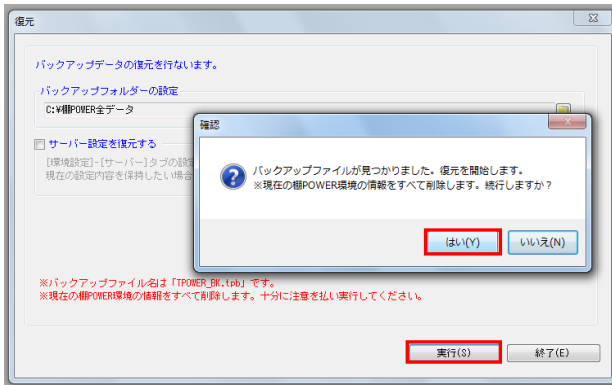 復元
バックアップデータの復元を行ないます。
バックアップフォルダーの設定
C:¥棚POWER全データ
サーバー設定を復元する
[環境設定]-[サーバー]タブの設
現在の設定内容を保持したい場合
確認
バックアップファイルが見つかりました。復元を開始します。
※現在の棚POWER環境の情報をすべて削除します。続行しますか？
はい(Y)
いいえ(N)
※バックアップファイル名は「TPOWER_BK.tpb」です。
※現在の棚POWER環境の情報をすべて削除します。十分に注意を払い実行してください。
実行(S)
終了(E)